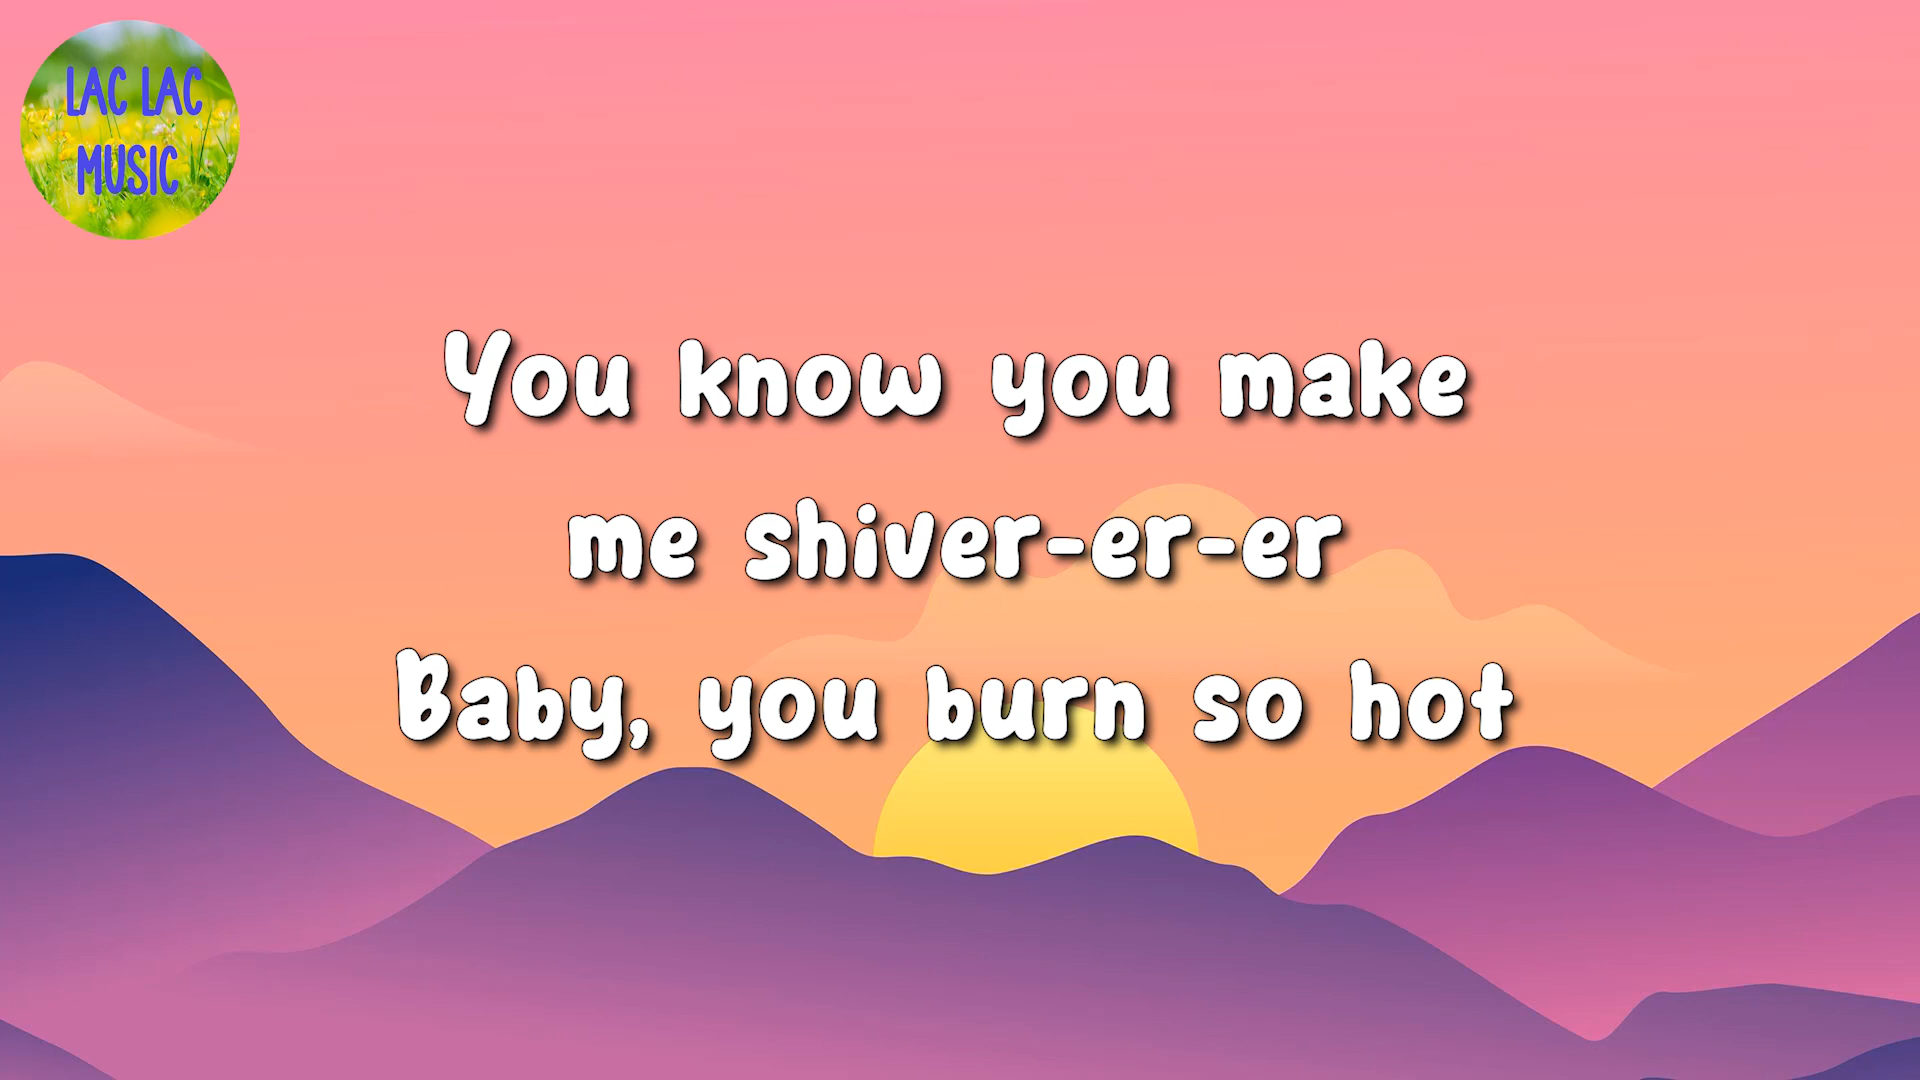 LAC LAC
MUSIC
You know you make
me shiver-er-er
Baby, you burn so hot